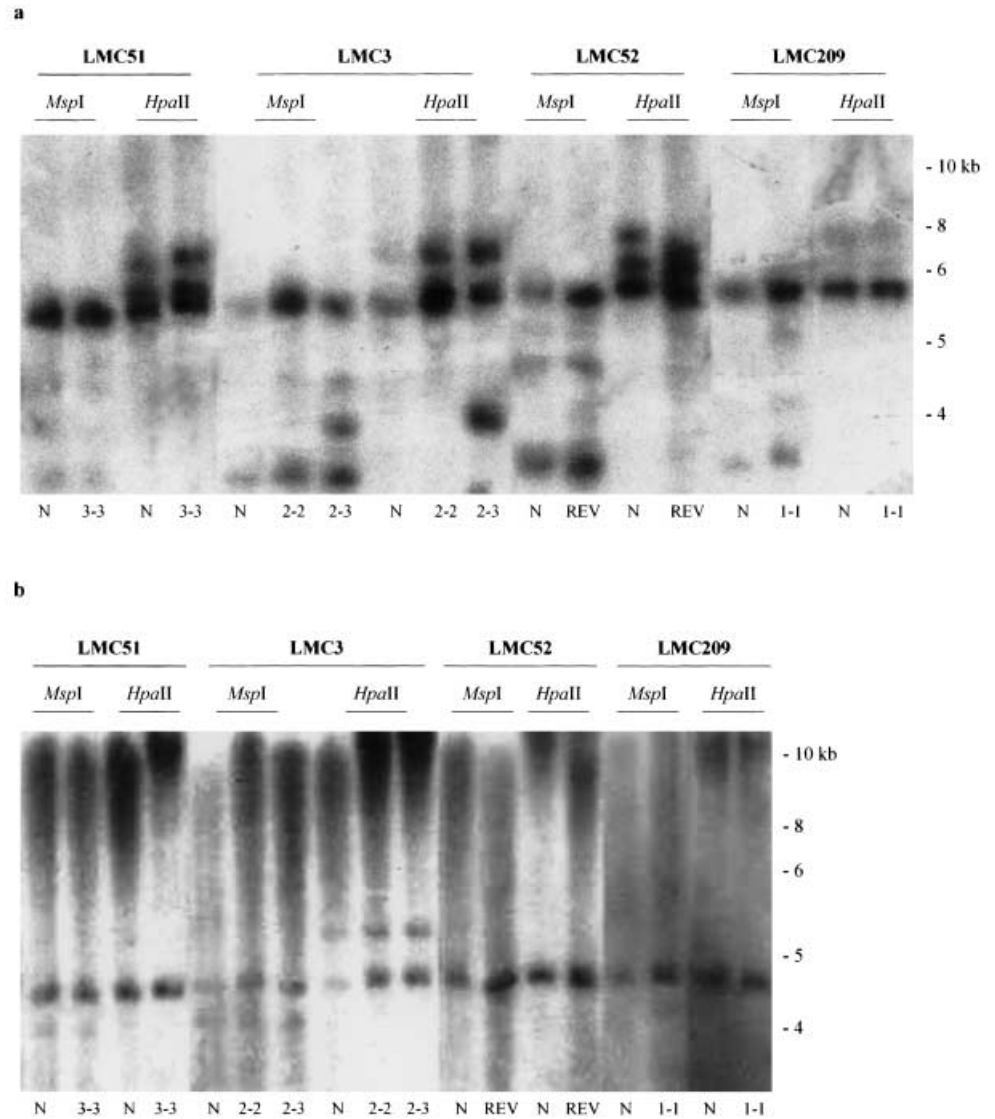 a
LMC51 LMC3 LMC52 LMC209
MspI HpaII MspI HpaII MspI HpaII MspI HpaII
- 10 kb
- 8
- 6
- 5
- 4
N 3-3 N 3-3 N 2-2 2-3 N 2-2 2-3 N REV N REV N 1-1 N 1-1
b
LMC51 LMC3 LMC52 LMC209
MspI HpaII MspI HpaII MspI HpaII MspI HpaII
- 10 kb
- 8
- 6
- 5
- 4
N 3-3 N 3-3 N 2-2 2-3 N 2-2 2-3 N REV N REV N 1-1 N 1-1